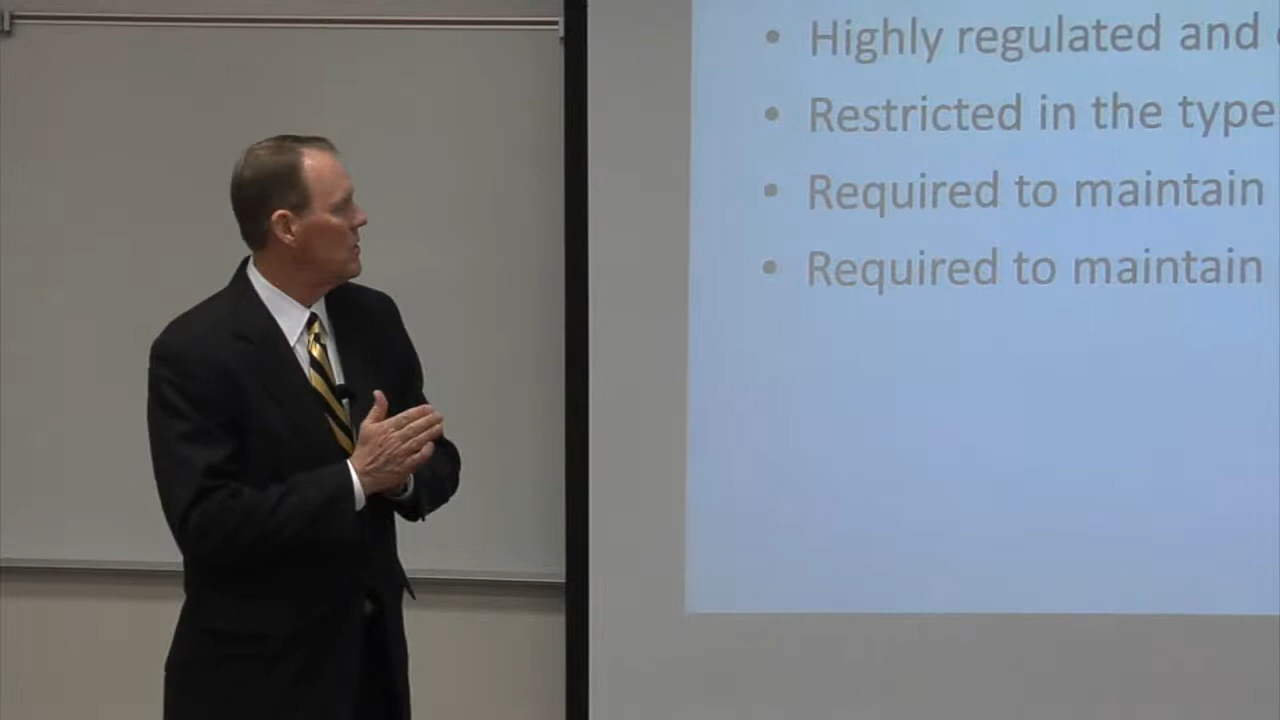 • Highly regulated and
• Restricted in the type
• Required to maintain
• Required to maintain